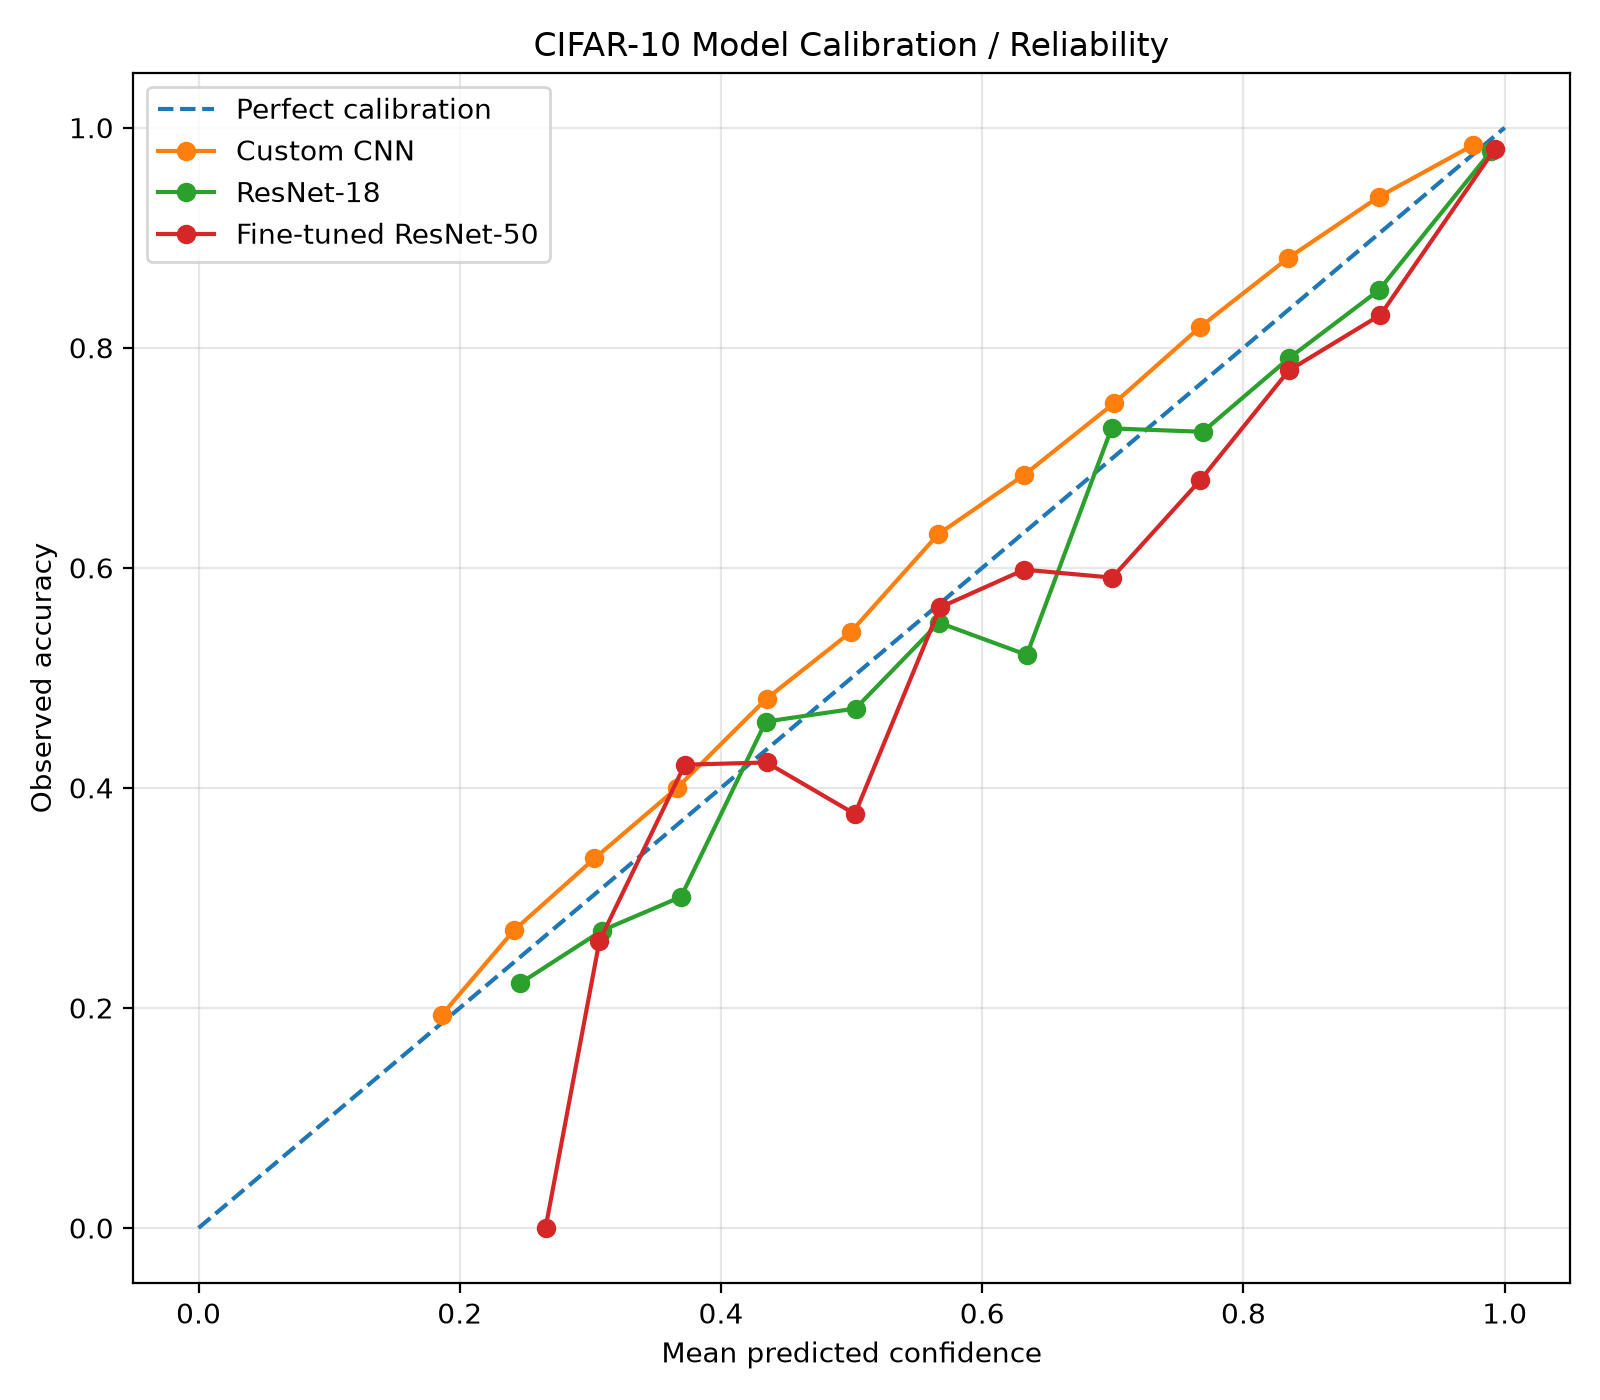 CIFAR-10 Model Calibration / Reliability
Perfect calibration
Custom CNN
ResNet-18
Fine-tuned ResNet-50
Observed accuracy
1.0
0.8
0.6
0.4
0.2
0.0
0.0 0.2 0.4 0.6 0.8 1.0
Mean predicted confidence